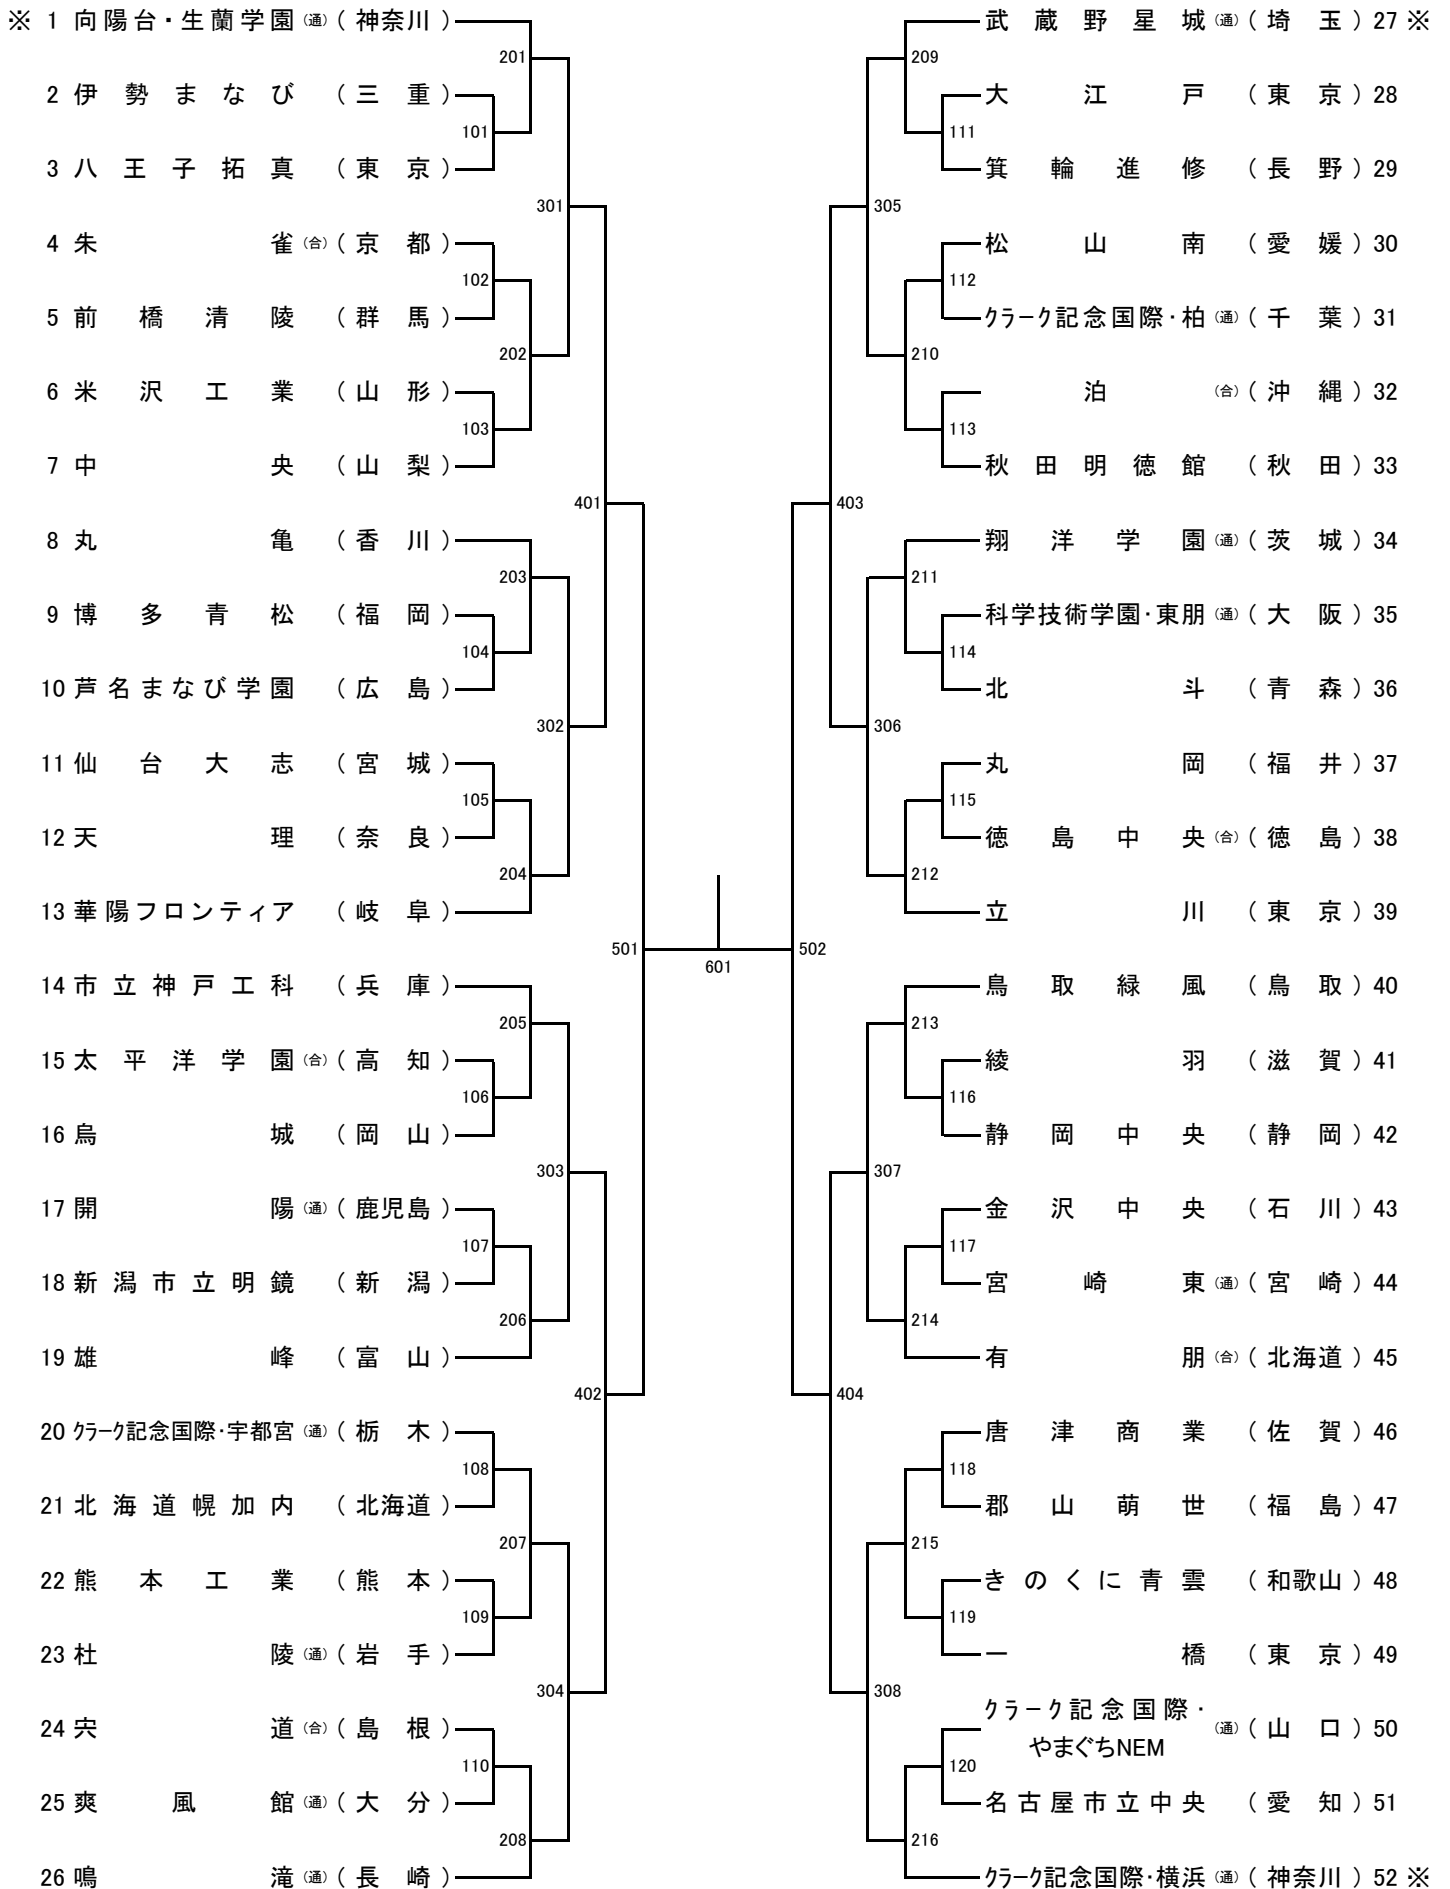 ※ 1 向陽台・生蘭学園 (通) ( 神奈川 )
201
2 伊勢まなび ( 三重 )
101
3 八王子拓真 ( 東京 )
301
4 朱雀 (合) ( 京都 )
102
5 前橋清陵 ( 群馬 )
202
6 米沢工業 ( 山形 )
103
7 中央 ( 山梨 )
401
8 丸亀 ( 香川 )
203
9 博多青松 ( 福岡 )
104
10 芦名まなび学園 ( 広島 )
302
11 仙台大志 ( 宮城 )
105
12 天理 ( 奈良 )
204
13 華陽フロンティア ( 岐阜 )
501
14 市立神戸工科 ( 兵庫 )
205
15 太平洋学園 (合) ( 高知 )
106
16 烏城 ( 岡山 )
303
17 開陽 (通) ( 鹿児島 )
107
18 新潟市立明鏡 ( 新潟 )
206
19 雄峰 ( 富山 )
402
20 クラーク記念国際・宇都宮 (通) ( 栃木 )
108
21 北海道幌加内 ( 北海道 )
207
22 熊本工業 ( 熊本 )
109
23 杜陵 (通) ( 岩手 )
304
24 宍道 (合) ( 島根 )
110
25 爽風館 (通) ( 大分 )
208
26 鳴滝 (通) ( 長崎 )
601
武蔵野星城 (通) ( 埼玉 ) 27 ※
209
大江戸 ( 東京 ) 28
111
箕輪進修 ( 長野 ) 29
305
松山南 ( 愛媛 ) 30
112
クラーク記念国際・柏 (通) ( 千葉 ) 31
210
泊 (合) ( 沖縄 ) 32
113
秋田明徳館 ( 秋田 ) 33
403
翔洋学園 (通) ( 茨城 ) 34
211
科学技術学園・東朋 (通) ( 大阪 ) 35
114
北斗 ( 青森 ) 36
306
丸岡 ( 福井 ) 37
115
徳島中央 (合) ( 徳島 ) 38
212
立川 ( 東京 ) 39
502
鳥取緑風 ( 鳥取 ) 40
213
綾羽 ( 滋賀 ) 41
116
静岡中央 ( 静岡 ) 42
307
金沢中央 ( 石川 ) 43
117
宮崎東 (通) ( 宮崎 ) 44
214
有朋 (合) ( 北海道 ) 45
404
唐津商業 ( 佐賀 ) 46
118
郡山萌世 ( 福島 ) 47
215
きのくに青雲 ( 和歌山 ) 48
119
一橋 ( 東京 ) 49
308
クラーク記念国際・
やまぐちNEM (通) ( 山口 ) 50
120
名古屋市立中央 ( 愛知 ) 51
216
クラーク記念国際・横浜 (通) ( 神奈川 ) 52 ※